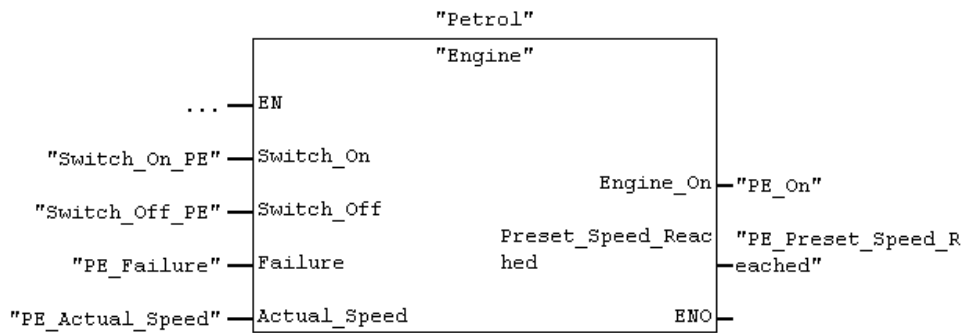 "Petrol"
"Engine"
... EN
"Switch_On_PE" Switch_On
Engine_On "PE_On"
"Switch_Off_PE" Switch_Off
Preset_Speed_Reac "PE_Preset_Speed_R
"PE_Failure" Failure hed eached"
"PE_Actual_Speed" Actual_Speed ENO